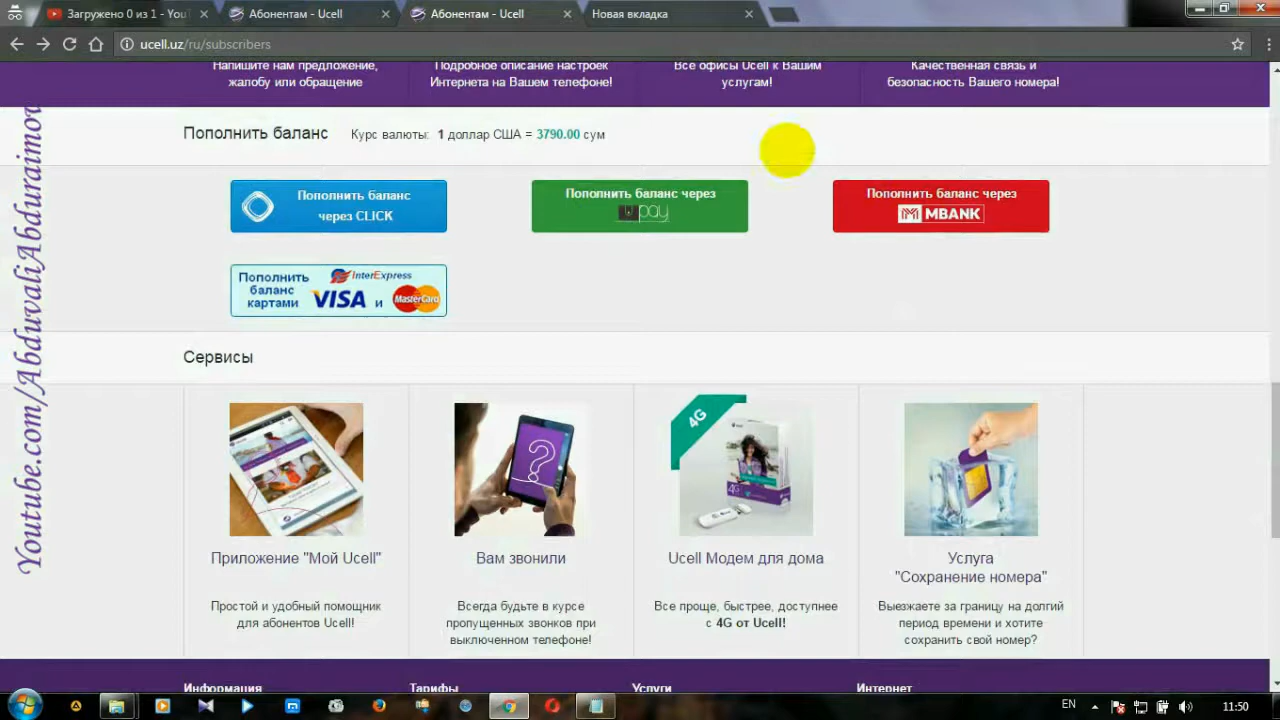 Загружено 0 из 1 - YouT
Абонентам - Ucell
Абонентам - Ucell
Новая вкладка
ucell.uz/ru/subscribers
Напишите нам предложение,
жалобу или обращение
Подробное описание настроек
Интернета на Вашем телефоне!
Все офисы Ucell к Вашим
услугам!
Качественная связь и
безопасность Вашего номера!
Пополнить баланс
Курс валюты: 1 доллар США = 3790.00 сум
Пополнить баланс
через CLICK
Пополнить баланс через
pay
Пополнить баланс через
MBANK
Пополнить
баланс
картами
InterExpress
VISA и MasterCard
Youtube.com/AbduvaliAbduraimov
Сервисы
4G
4G
Приложение "Мой Ucell"
Вам звонили
Ucell Модем для дома
Услуга
"Сохранение номера"
Простой и удобный помощник
для абонентов Ucell!
Всегда будьте в курсе
пропущенных звонков при
выключенном телефоне!
Все проще, быстрее, доступнее
с 4G от Ucell!
Выезжаете за границу на долгий
период времени и хотите
сохранить свой номер?
Информация
Тарифы
Услуги
Интернет
EN
11:50